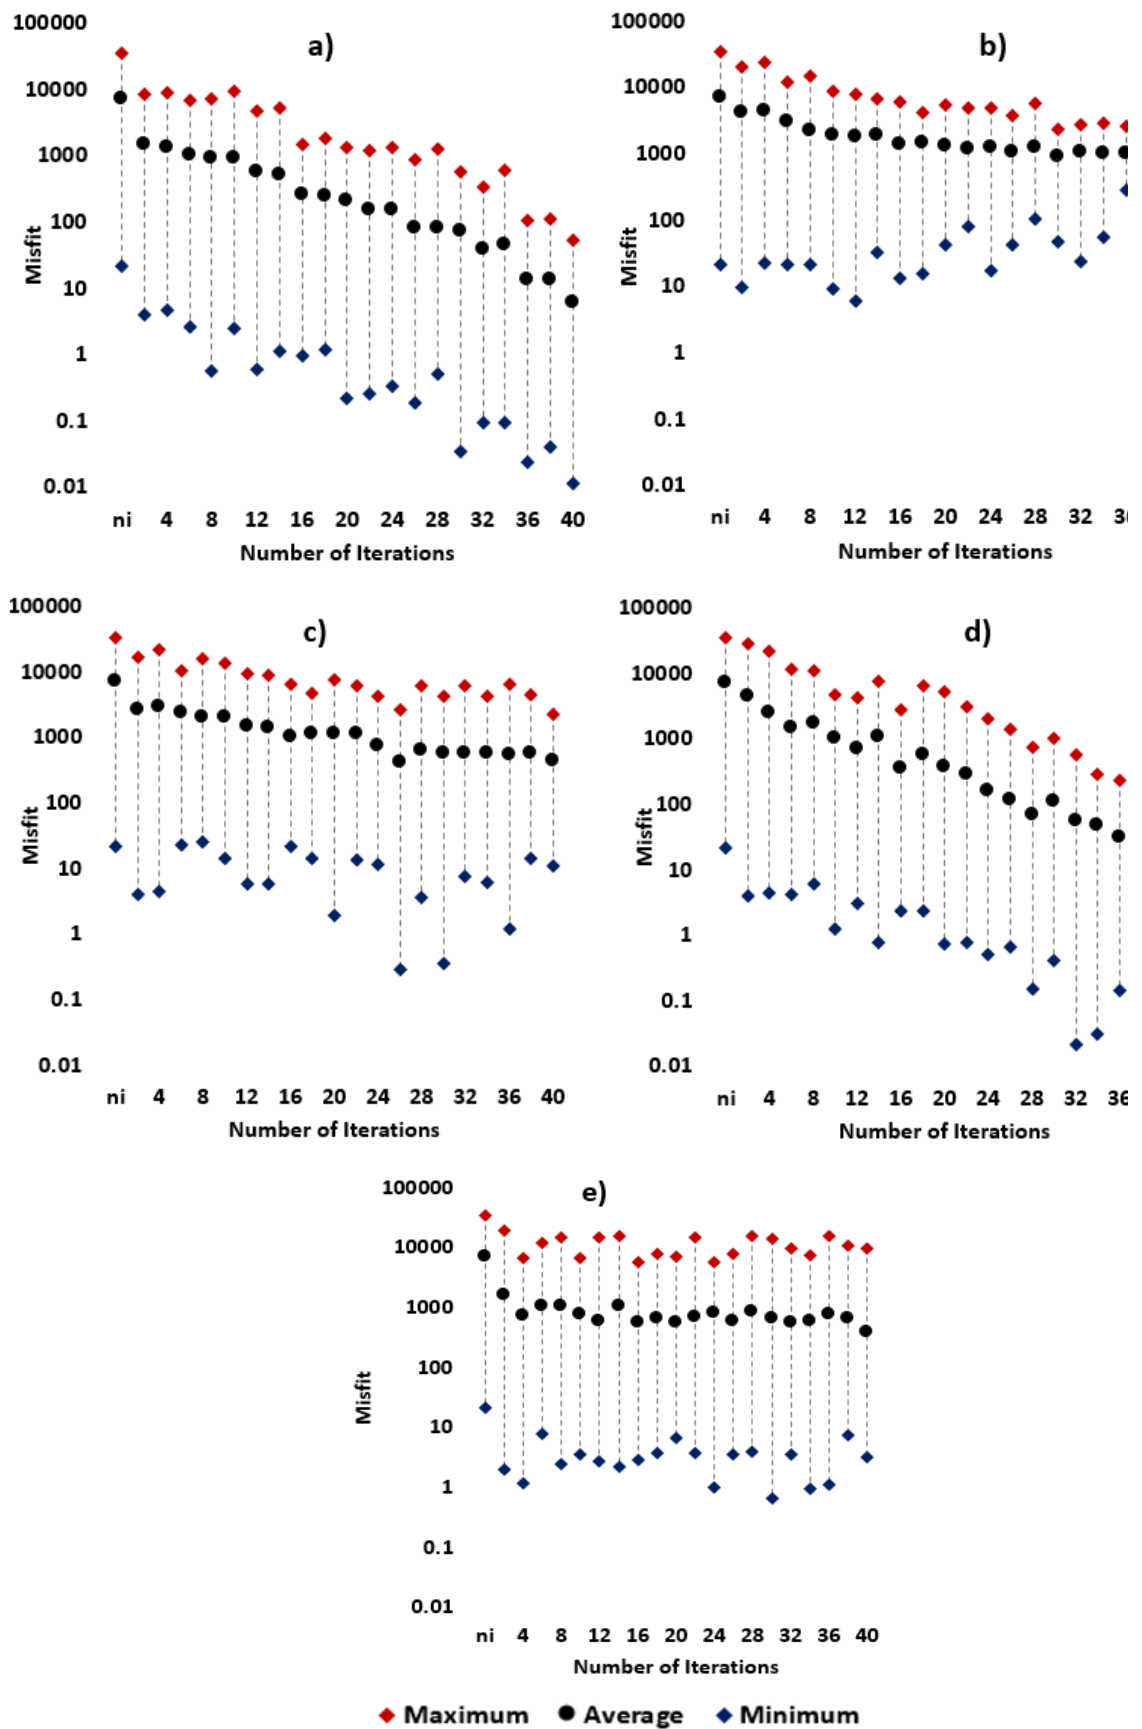 a)
100000
10000
1000
100
10
1
0.1
0.01
Misfit
ni 4 8 12 16 20 24 28 32 36 40
Number of Iterations
b)
100000
10000
1000
100
10
1
0.1
0.01
Misfit
ni 4 8 12 16 20 24 28 32 36
Number of Iterations
c)
100000
10000
1000
100
10
1
0.1
0.01
Misfit
ni 4 8 12 16 20 24 28 32 36 40
Number of Iterations
d)
100000
10000
1000
100
10
1
0.1
0.01
Misfit
ni 4 8 12 16 20 24 28 32 36
Number of Iterations
e)
100000
10000
1000
100
10
1
0.1
0.01
Misfit
ni 4 8 12 16 20 24 28 32 36 40
Number of Iterations
Maximum Average Minimum